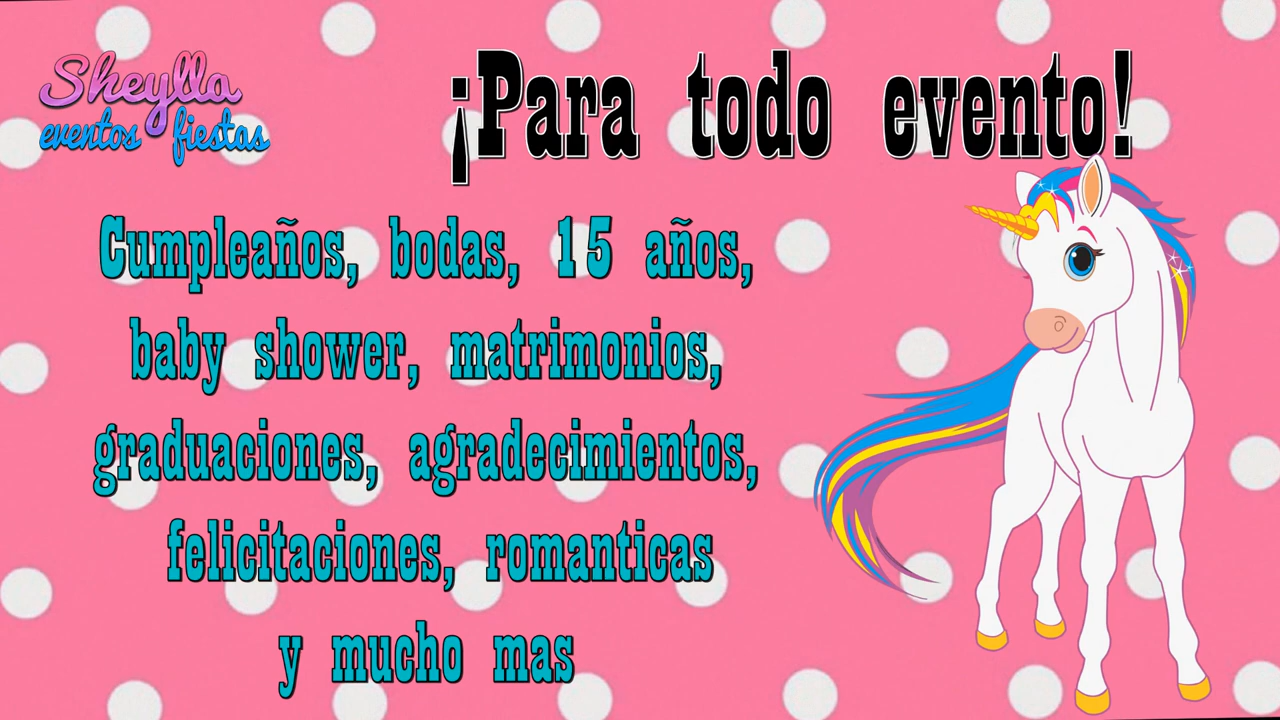 Sheylla
eventos fiestas
¡Para todo evento!
Cumpleaños, bodas, 15 años,
baby shower, matrimonios,
graduaciones, agradecimientos,
felicitaciones, romanticas
y mucho mas